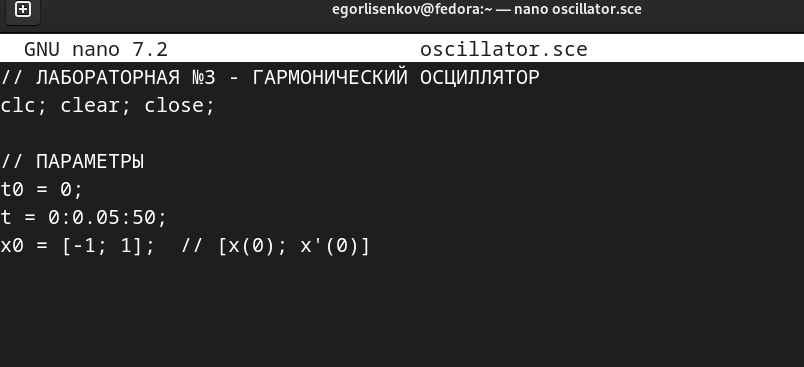 egorlisenkov@fedora:~ — nano oscillator.sce
GNU nano 7.2 oscillator.sce
// ЛАБОРАТОРНАЯ №3 - ГАРМОНИЧЕСКИЙ ОСЦИЛЛЯТОР
clc; clear; close;
// ПАРАМЕТРЫ
t0 = 0;
t = 0:0.05:50;
x0 = [-1; 1];  // [x(0); x'(0)]